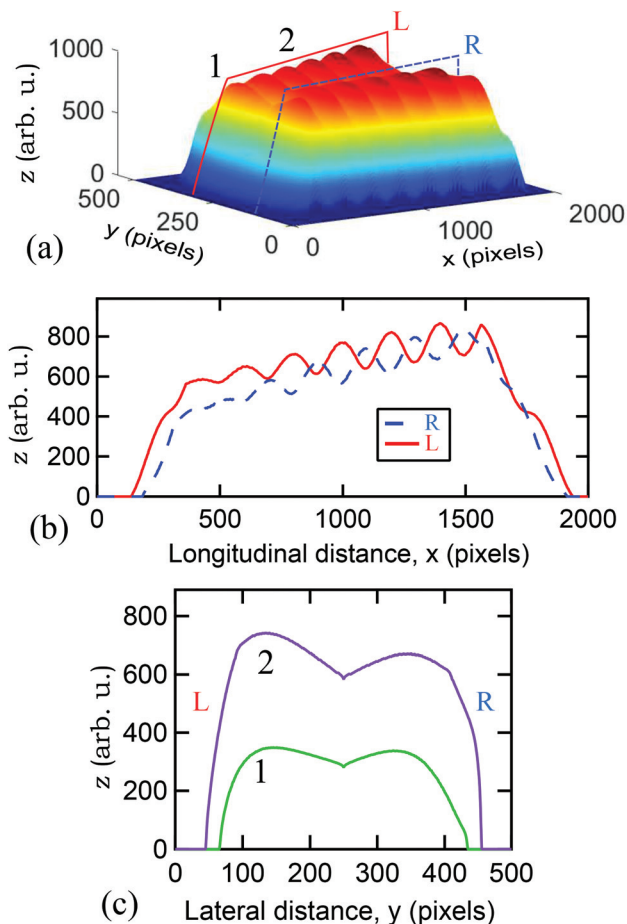 L
2
R
1
1000
500
0
z (arb. u.)
500
250
0
y (pixels)
0
1000
2000
x (pixels)
(a)
800
600
400
200
0
z (arb. u.)
R
L
0
500
1000
1500
2000
Longitudinal distance, x (pixels)
(b)
800
600
400
200
0
z (arb. u.)
2
L
R
1
0
100
200
300
400
500
Lateral distance, y (pixels)
(c)